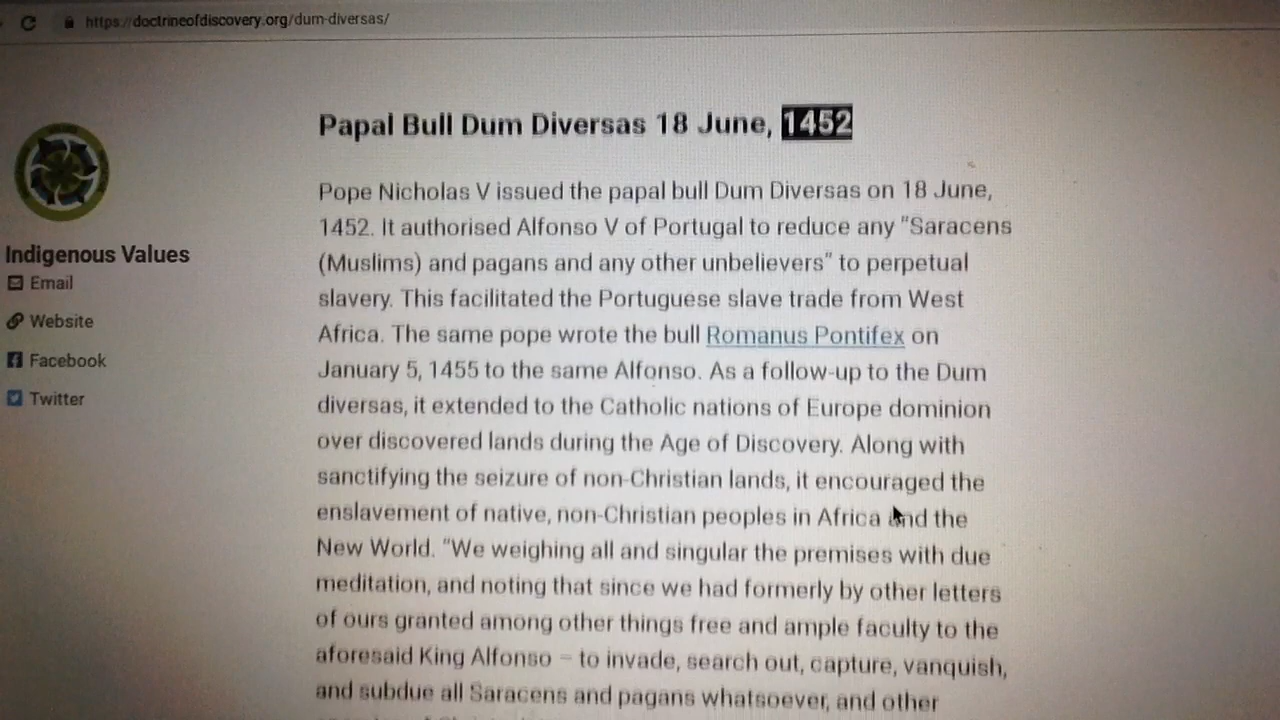 https://doctrineofdiscovery.org/dum-diversas/
Papal Bull Dum Diversas 18 June, 1452
Indigenous Values
Email
Website
Facebook
Twitter
Pope Nicholas V issued the papal bull Dum Diversas on 18 June,
1452. It authorised Alfonso V of Portugal to reduce any "Saracens
(Muslims) and pagans and any other unbelievers" to perpetual
slavery. This facilitated the Portuguese slave trade from West
Africa. The same pope wrote the bull Romanus Pontifex on
January 5, 1455 to the same Alfonso. As a follow-up to the Dum
diversas, it extended to the Catholic nations of Europe dominion
over discovered lands during the Age of Discovery. Along with
sanctifying the seizure of non-Christian lands, it encouraged the
enslavement of native, non-Christian peoples in Africa and the
New World. "We weighing all and singular the premises with due
meditation, and noting that since we had formerly by other letters
of ours granted among other things free and ample faculty to the
aforesaid King Alfonso – to invade, search out, capture, vanquish,
and subdue all Saracens and pagans whatsoever, and other